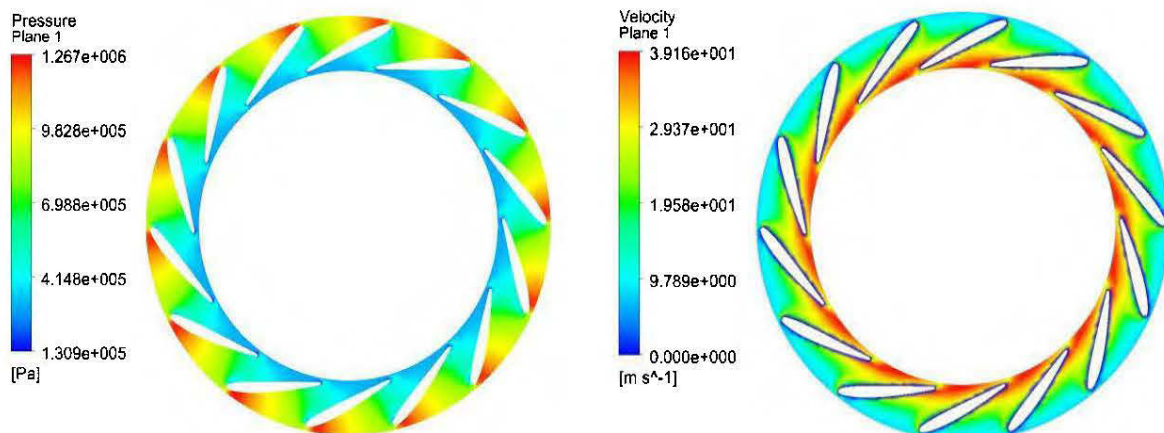 Pressure
Plane 1
1.267e+006
9.828e+005
6.988e+005
4.148e+005
1.309e+005
[Pa]
Velocity
Plane 1
3.916e+001
2.937e+001
1.958e+001
9.789e+000
0.000e+000
[m s^-1]